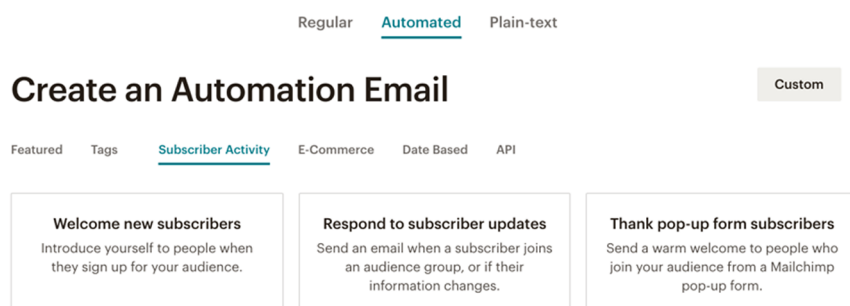 Regular Automated Plain-text
Create an Automation Email
Custom
Featured Tags Subscriber Activity E-Commerce Date Based API
Welcome new subscribers
Introduce yourself to people when
they sign up for your audience.
Respond to subscriber updates
Send an email when a subscriber joins
an audience group, or if their
information changes.
Thank pop-up form subscribers
Send a warm welcome to people who
join your audience from a Mailchimp
pop-up form.